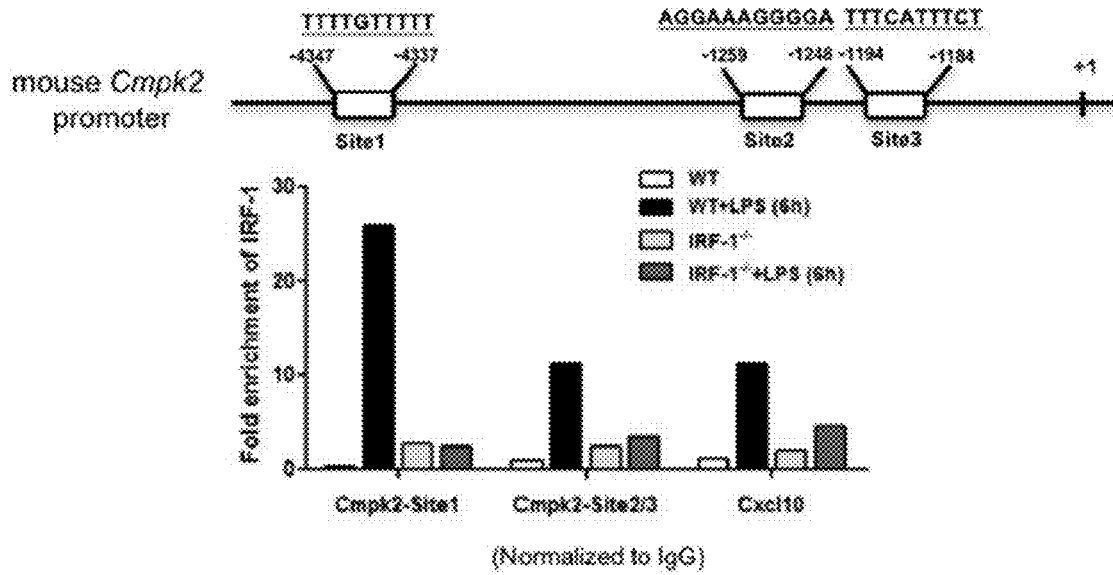 TTTTGTTTTT
AGGAAAGGGGA TTTCATTTCT
-4347 -4337 -1259 -1248 -1194 -1184
mouse Cmpk2
promoter
+1
Site1 Site2 Site3
Fold enrichment of IRF-1
30
20
10
0
WT
WT+LPS (6h)
IRF-1-/-
IRF-1-/-+LPS (6h)
Cmpk2-Site1 Cmpk2-Site2/3 Cxcl10
(Normalized to IgG)